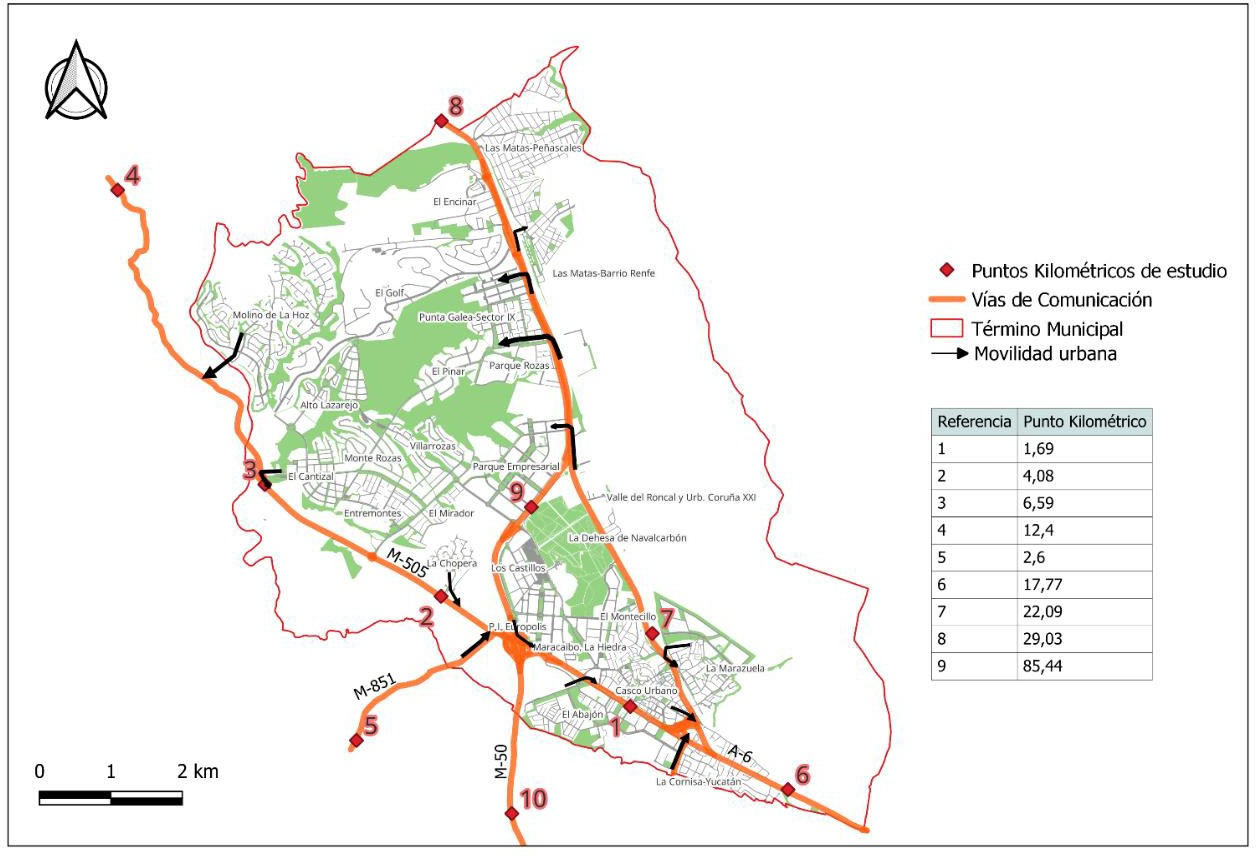 8
Las Matas-Peñascales
4
El Encinar
Las Matas-Barrio Renfe
El Golf
Molino de La Hoz
Punta Galea-Sector IX
Parque Rozas
El Pinar
Alto Lazarejo
Villarrozas
Monte Rozas
Parque Empresarial
3
El Cantizal
9
Valle del Roncal y Urb. Coruña XXI
Entremontes
El Mirador
La Dehesa de Navalcarbón
M-505
La Chopera
Los Castillos
2
El Montecillo
7
P.I. Europolis
Maracaibo, La Hiedra
La Marazuela
M-851
Casco Urbano
El Abajón
1
5
A-6
M-50
La Cornisa-Yucatán
6
10
0 1 2 km
Puntos Kilométricos de estudio
Vías de Comunicación
Término Municipal
Movilidad urbana
Referencia Punto Kilométrico
1 1,69
2 4,08
3 6,59
4 12,4
5 2,6
6 17,77
7 22,09
8 29,03
9 85,44